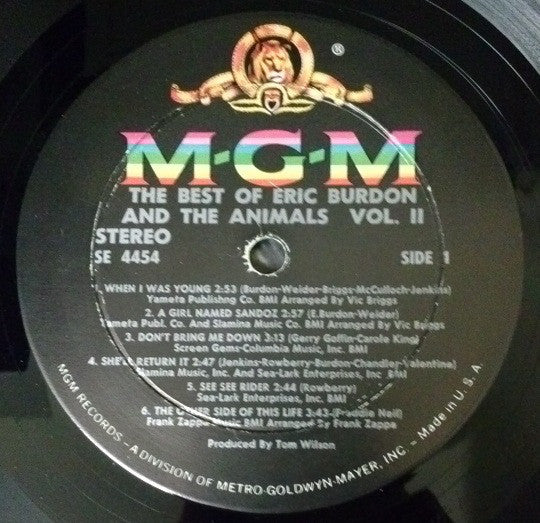 ®
M-G-M
THE BEST OF ERIC BURDON
AND THE ANIMALS VOL. II
STEREO
SE 4454
SIDE 1
WHEN I WAS YOUNG 2:53 (Burdon-Weider-Briggs-McCulloch-Jenkins)
Yameta Publishng Co. BMI Arranged By Vic Briggs
2. A GIRL NAMED SANDOZ 2:57 (E.Burdon-Weider)
Yameta Publ. Co. And Slamina Music Co. BMI Arranged By Vic Briggs
3. DON'T BRING ME DOWN 3:13 (Gerry Goffin-Carole King)
Screen Gems-Columbia Music Inc. BMI
4. SHE'LL RETURN IT 2:47 (Jenkins-Rowberry-Burdon-Chandler-Valentine)
Slamina Music, Inc. And Sea-Lark Enterprises, Inc. BMI
5. SEE SEE RIDER 2:44 (Rowberry)
Sea-Lark Enterprises, Inc. BMI
6. THE OTHER SIDE OF THIS LIFE 3:43 (Freddie Neil)
Frank Zappa Music BMI Arranged By Frank Zappa
Produced By Tom Wilson
MGM RECORDS - A DIVISION OF METRO-GOLDWYN-MAYER, INC. - Made in U.S.A